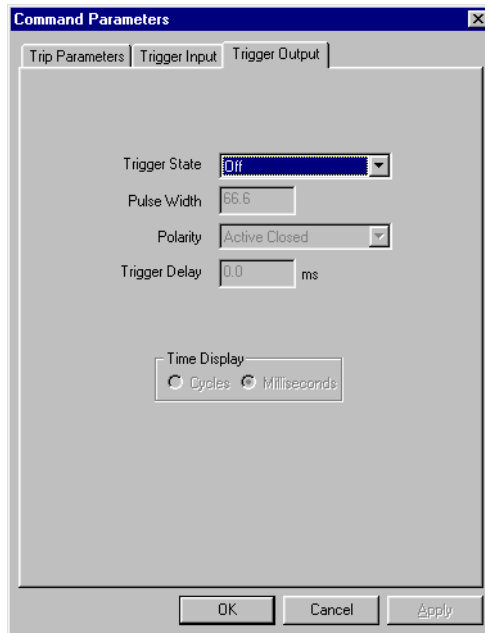 Command Parameters
Trip Parameters Trigger Input Trigger Output
Trigger State Off
Pulse Width 66.6
Polarity Active Closed
Trigger Delay 0.0 ms
Time Display
Cycles Milliseconds
OK Cancel Apply